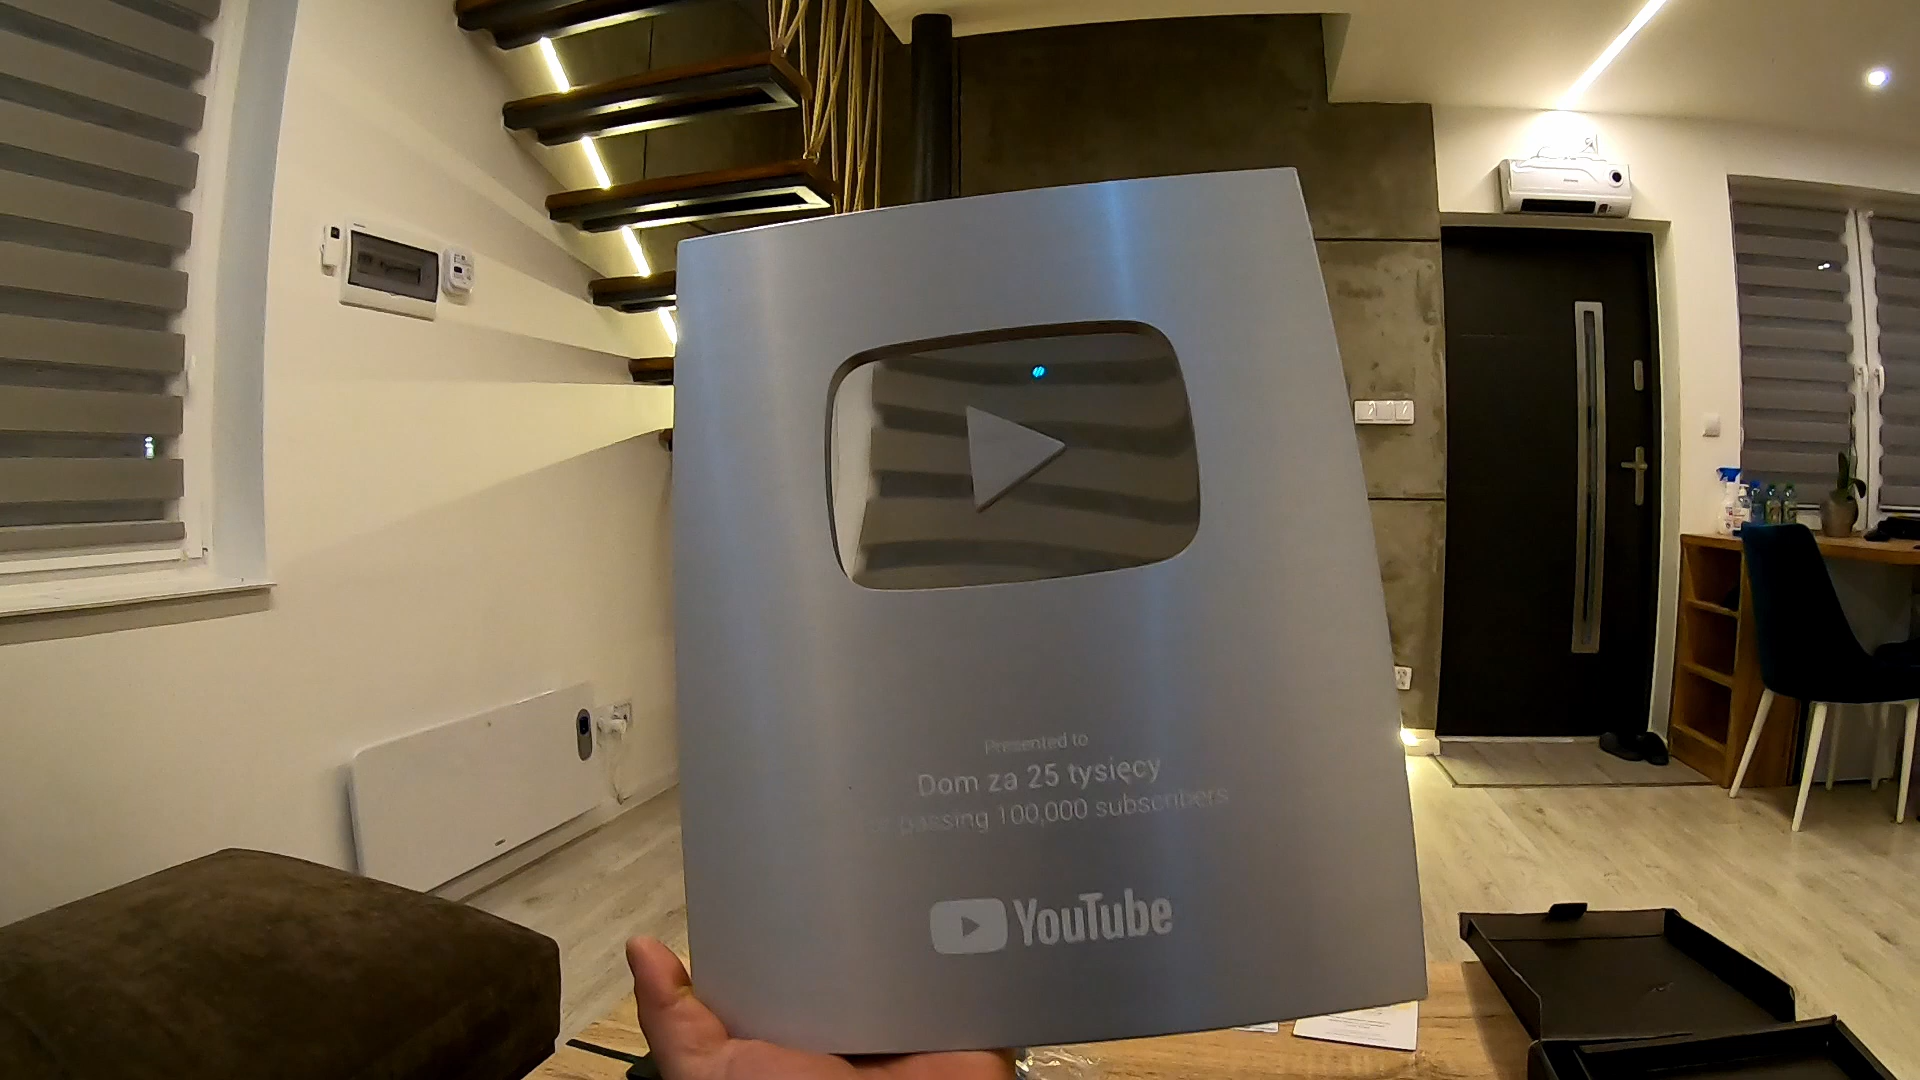 Presented to
Dom za 25 tysięcy
passing 100,000 subscribers
YouTube